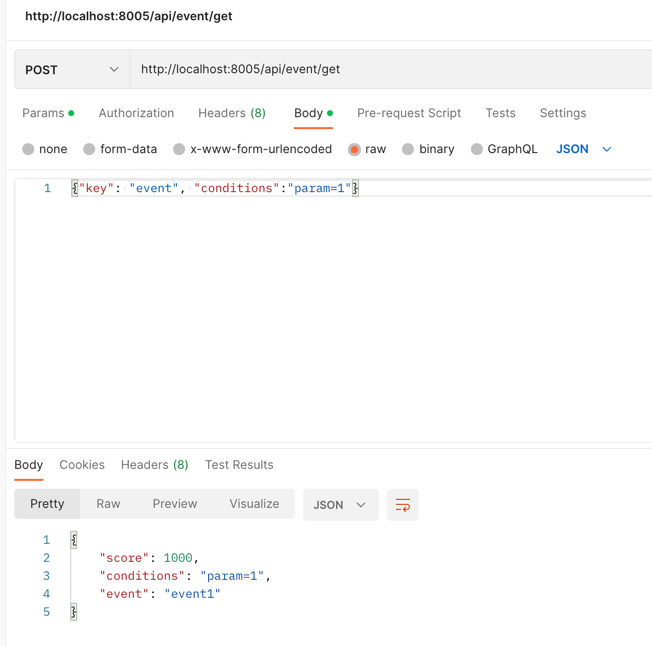 http://localhost:8005/api/event/get
POST http://localhost:8005/api/event/get
Params Authorization Headers (8) Body Pre-request Script Tests Settings
none form-data x-www-form-urlencoded raw binary GraphQL JSON
1 {"key": "event", "conditions":"param=1"}
Body Cookies Headers (8) Test Results
Pretty Raw Preview Visualize JSON
1 {
2 "score": 1000,
3 "conditions": "param=1",
4 "event": "event1"
5 }